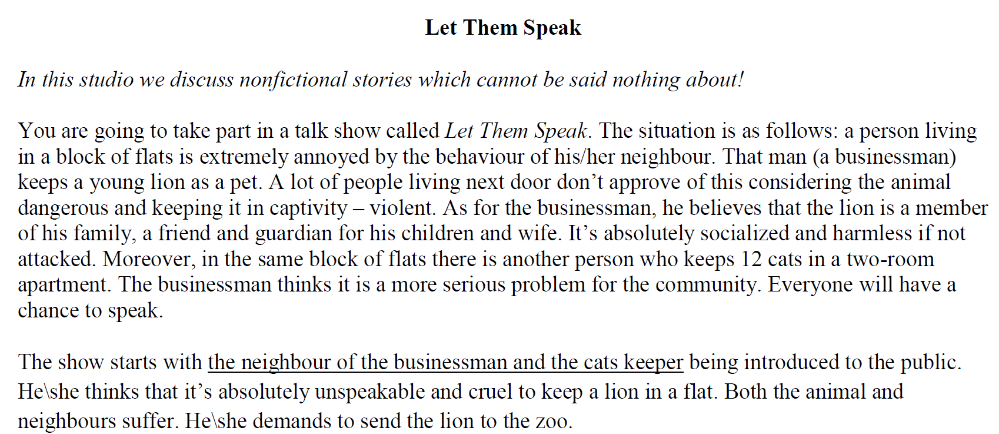 Let Them Speak
In this studio we discuss nonfictional stories which cannot be said nothing about!
You are going to take part in a talk show called Let Them Speak. The situation is as follows: a person living
in a block of flats is extremely annoyed by the behaviour of his/her neighbour. That man (a businessman)
keeps a young lion as a pet. A lot of people living next door don’t approve of this considering the animal
dangerous and keeping it in captivity – violent. As for the businessman, he believes that the lion is a member
of his family, a friend and guardian for his children and wife. It’s absolutely socialized and harmless if not
attacked. Moreover, in the same block of flats there is another person who keeps 12 cats in a two-room
apartment. The businessman thinks it is a more serious problem for the community. Everyone will have a
chance to speak.
The show starts with the neighbour of the businessman and the cats keeper being introduced to the public.
He\she thinks that it’s absolutely unspeakable and cruel to keep a lion in a flat. Both the animal and
neighbours suffer. He\she demands to send the lion to the zoo.